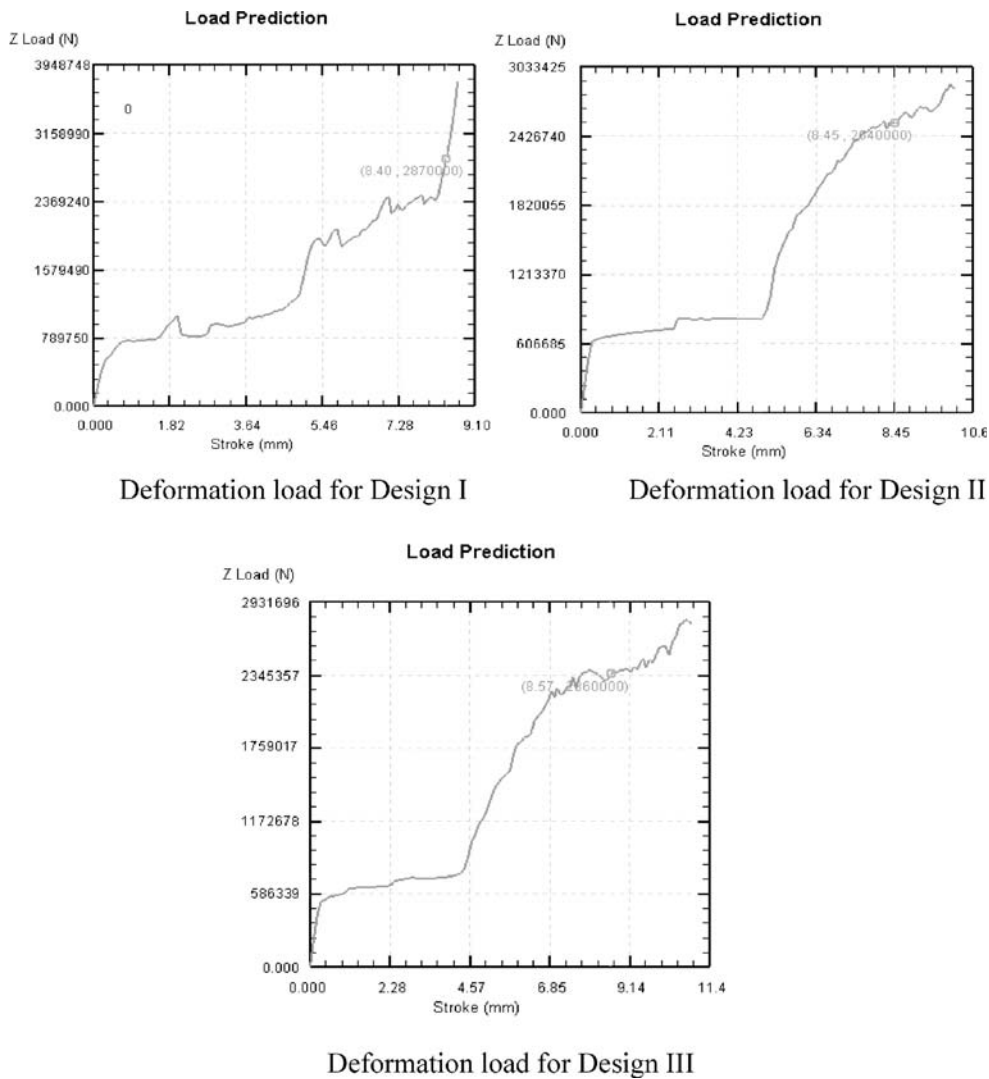 Load Prediction
Z Load (N)
3948748
3158990
2369240
1579490
789750
0.000
0
(8.40 , 2870000)
0.000 1.82 3.64 5.46 7.28 9.10
Stroke (mm)
Deformation load for Design I
Load Prediction
Z Load (N)
3033425
2426740
1820055
1213370
606685
0.000
(8.45 ,
0.000 2.11 4.23 6.34 8.45 10.6
Stroke (mm)
Deformation load for Design II
Load Prediction
Z Load (N)
2931696
2345357
1759017
1172678
586339
0.000
(8.57 ,
0.000 2.28 4.57 6.85 9.14 11.4
Stroke (mm)
Deformation load for Design III